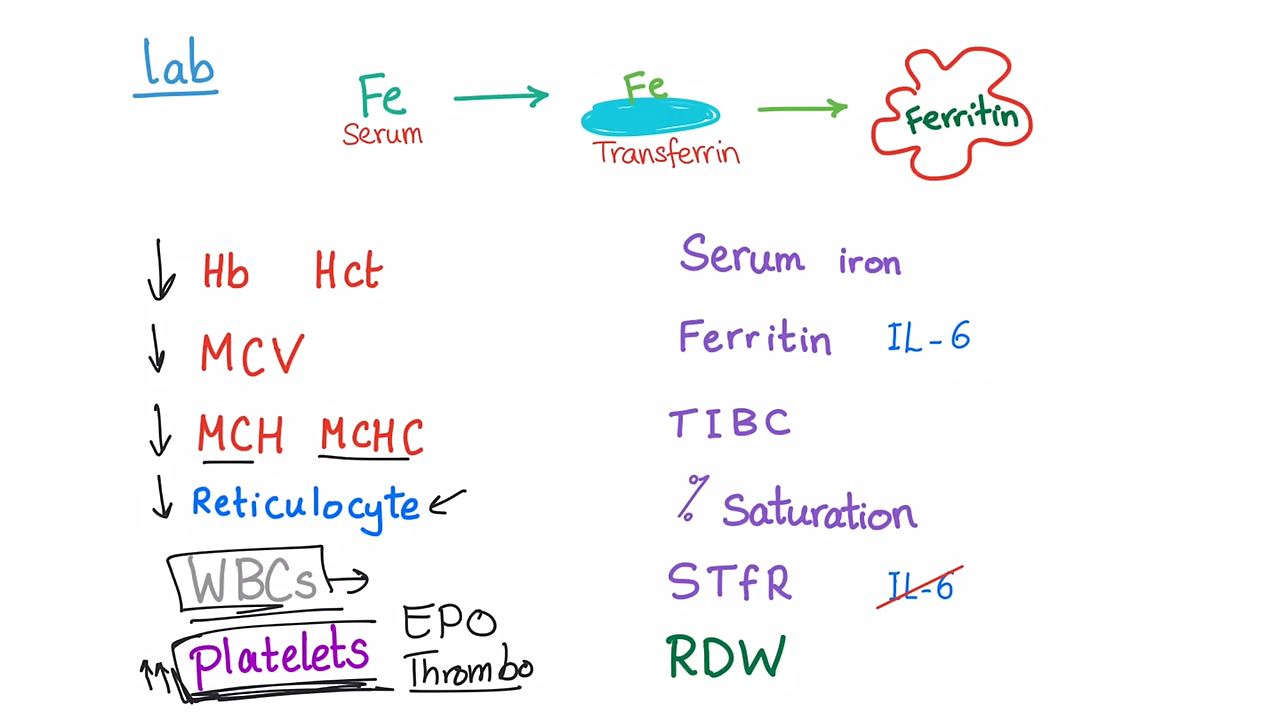 lab
Fe
Serum
Fe
Transferrin
Ferritin
↓ Hb Hct
↓ MCV
↓ MCH MCHC
↓ Reticulocyte ↙
WBCs →
↑↑ Platelets
EPO
Thrombo
Serum iron
Ferritin IL-6
TIBC
% Saturation
STfR IL-6
RDW